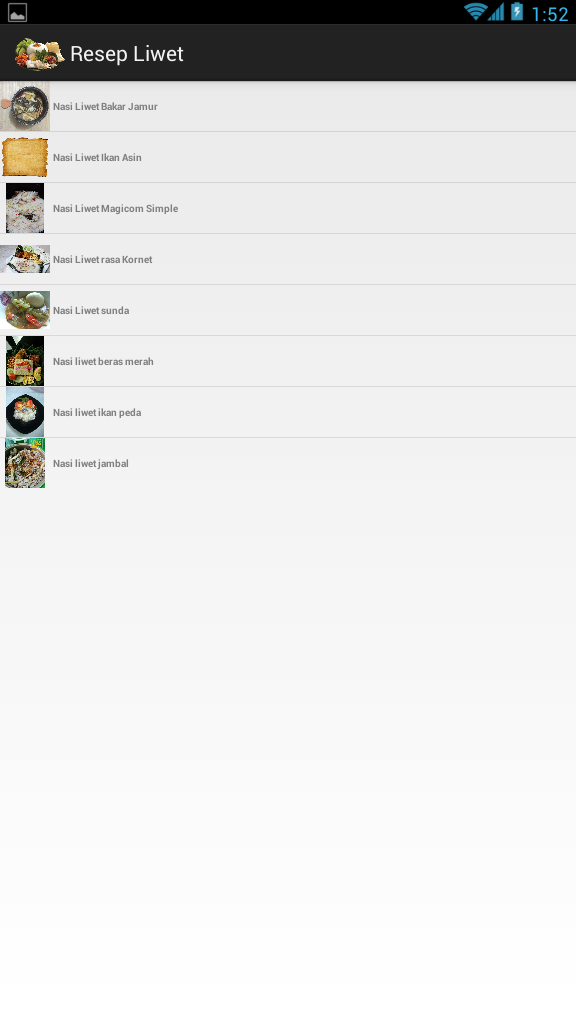 1:52
Resep Liwet
Nasi Liwet Bakar Jamur
Nasi Liwet Ikan Asin
Nasi Liwet Magicom Simple
Nasi Liwet rasa Kornet
Nasi Liwet sunda
Nasi liwet beras merah
Nasi liwet ikan peda
Nasi liwet jambal